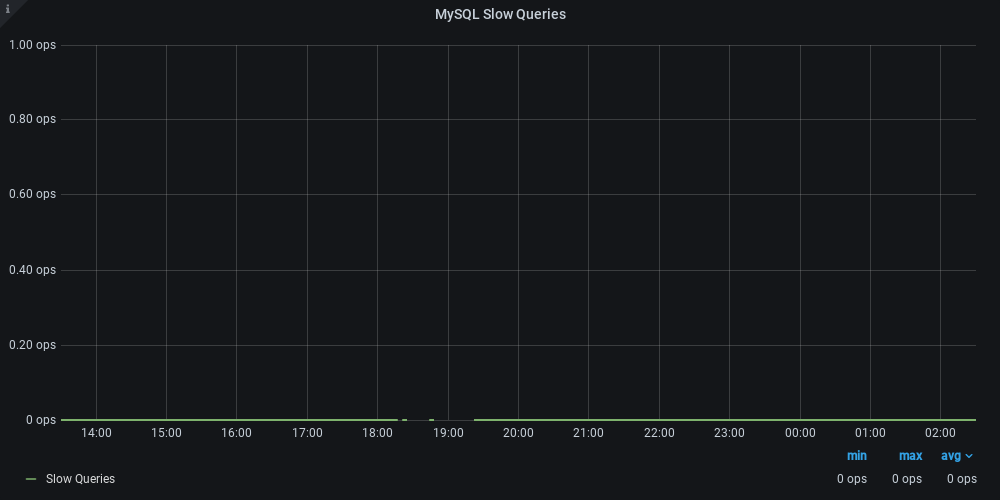 i
MySQL Slow Queries
1.00 ops
0.80 ops
0.60 ops
0.40 ops
0.20 ops
0 ops
14:00 15:00 16:00 17:00 18:00 19:00 20:00 21:00 22:00 23:00 00:00 01:00 02:00
min max avg
Slow Queries 0 ops 0 ops 0 ops